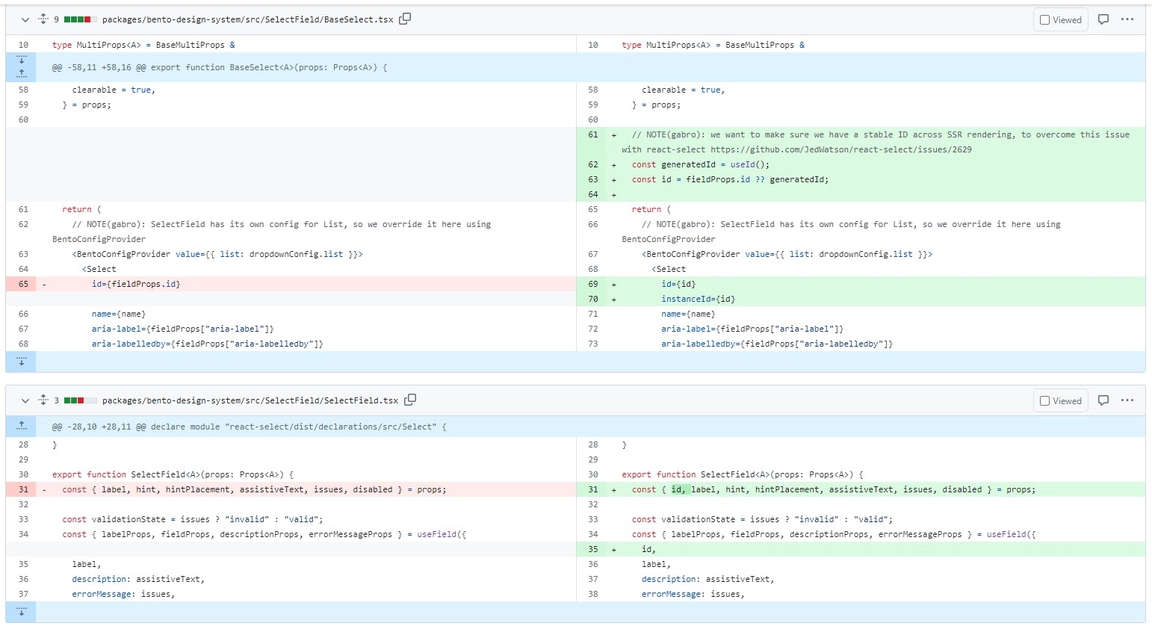 9 packages/bento-design-system/src/SelectField/BaseSelect.tsx Viewed
10 type MultiProps<A> = BaseMultiProps & 10 type MultiProps<A> = BaseMultiProps &
@@ -58,11 +58,16 @@ export function BaseSelect<A>(props: Props<A>) {
58 clearable = true, 58 clearable = true,
59 } = props; 59 } = props;
60 60
61 + // NOTE(gabro): we want to make sure we have a stable ID across SSR rendering, to overcome this issue
with react-select https://github.com/JedWatson/react-select/issues/2629
62 + const generatedId = useId();
63 + const id = fieldProps.id ?? generatedId;
64 +
61 return ( 65 return (
62 // NOTE(gabro): SelectField has its own config for List, so we override it here using 66 // NOTE(gabro): SelectField has its own config for List, so we override it here using
BentoConfigProvider BentoConfigProvider
63 <BentoConfigProvider value={{ list: dropdownConfig.list }}> 67 <BentoConfigProvider value={{ list: dropdownConfig.list }}>
64 <Select 68 <Select
65 - id={fieldProps.id} 69 + id={id}
70 + instanceId={id}
66 name={name} 71 name={name}
67 aria-label={fieldProps["aria-label"]} 72 aria-label={fieldProps["aria-label"]}
68 aria-labelledby={fieldProps["aria-labelledby"]} 73 aria-labelledby={fieldProps["aria-labelledby"]}
3 packages/bento-design-system/src/SelectField/SelectField.tsx Viewed
@@ -28,10 +28,11 @@ declare module "react-select/dist/declarations/src/Select" {
28 } 28 }
29 29
30 export function SelectField<A>(props: Props<A>) { 30 export function SelectField<A>(props: Props<A>) {
31 - const { label, hint, hintPlacement, assistiveText, issues, disabled } = props; 31 + const { id, label, hint, hintPlacement, assistiveText, issues, disabled } = props;
32 32
33 const validationState = issues ? "invalid" : "valid"; 33 const validationState = issues ? "invalid" : "valid";
34 const { labelProps, fieldProps, descriptionProps, errorMessageProps } = useField({ 34 const { labelProps, fieldProps, descriptionProps, errorMessageProps } = useField({
35 + id,
35 label, 36 label,
36 description: assistiveText, 37 description: assistiveText,
37 errorMessage: issues, 38 errorMessage: issues,